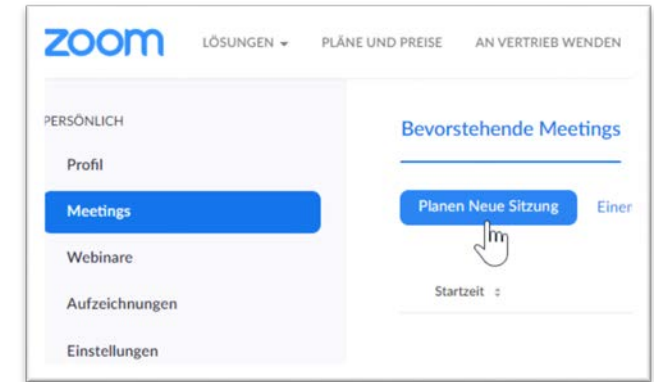 zoom LÖSUNGEN PLÄNE UND PREISE AN VERTRIEB WENDEN
PERSÖNLICH
Profil
Meetings
Webinare
Aufzeichnungen
Einstellungen
Bevorstehende Meetings
Planen Neue Sitzung Einer
Startzeit